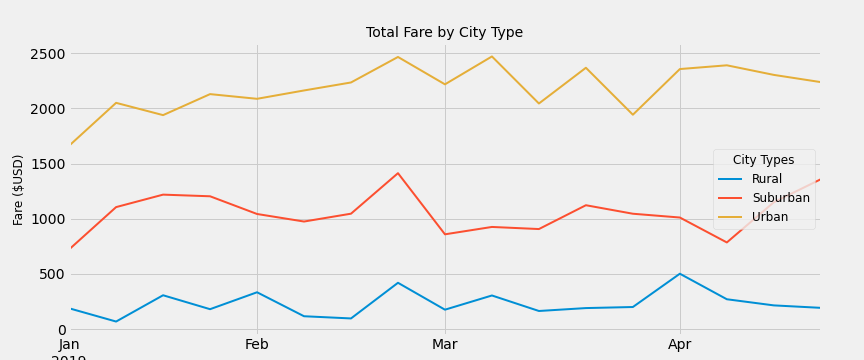 Total Fare by City Type
2500
2000
1500
1000
500
0
Fare ($USD)
City Types
Rural
Suburban
Urban
Jan Feb Mar Apr
2019